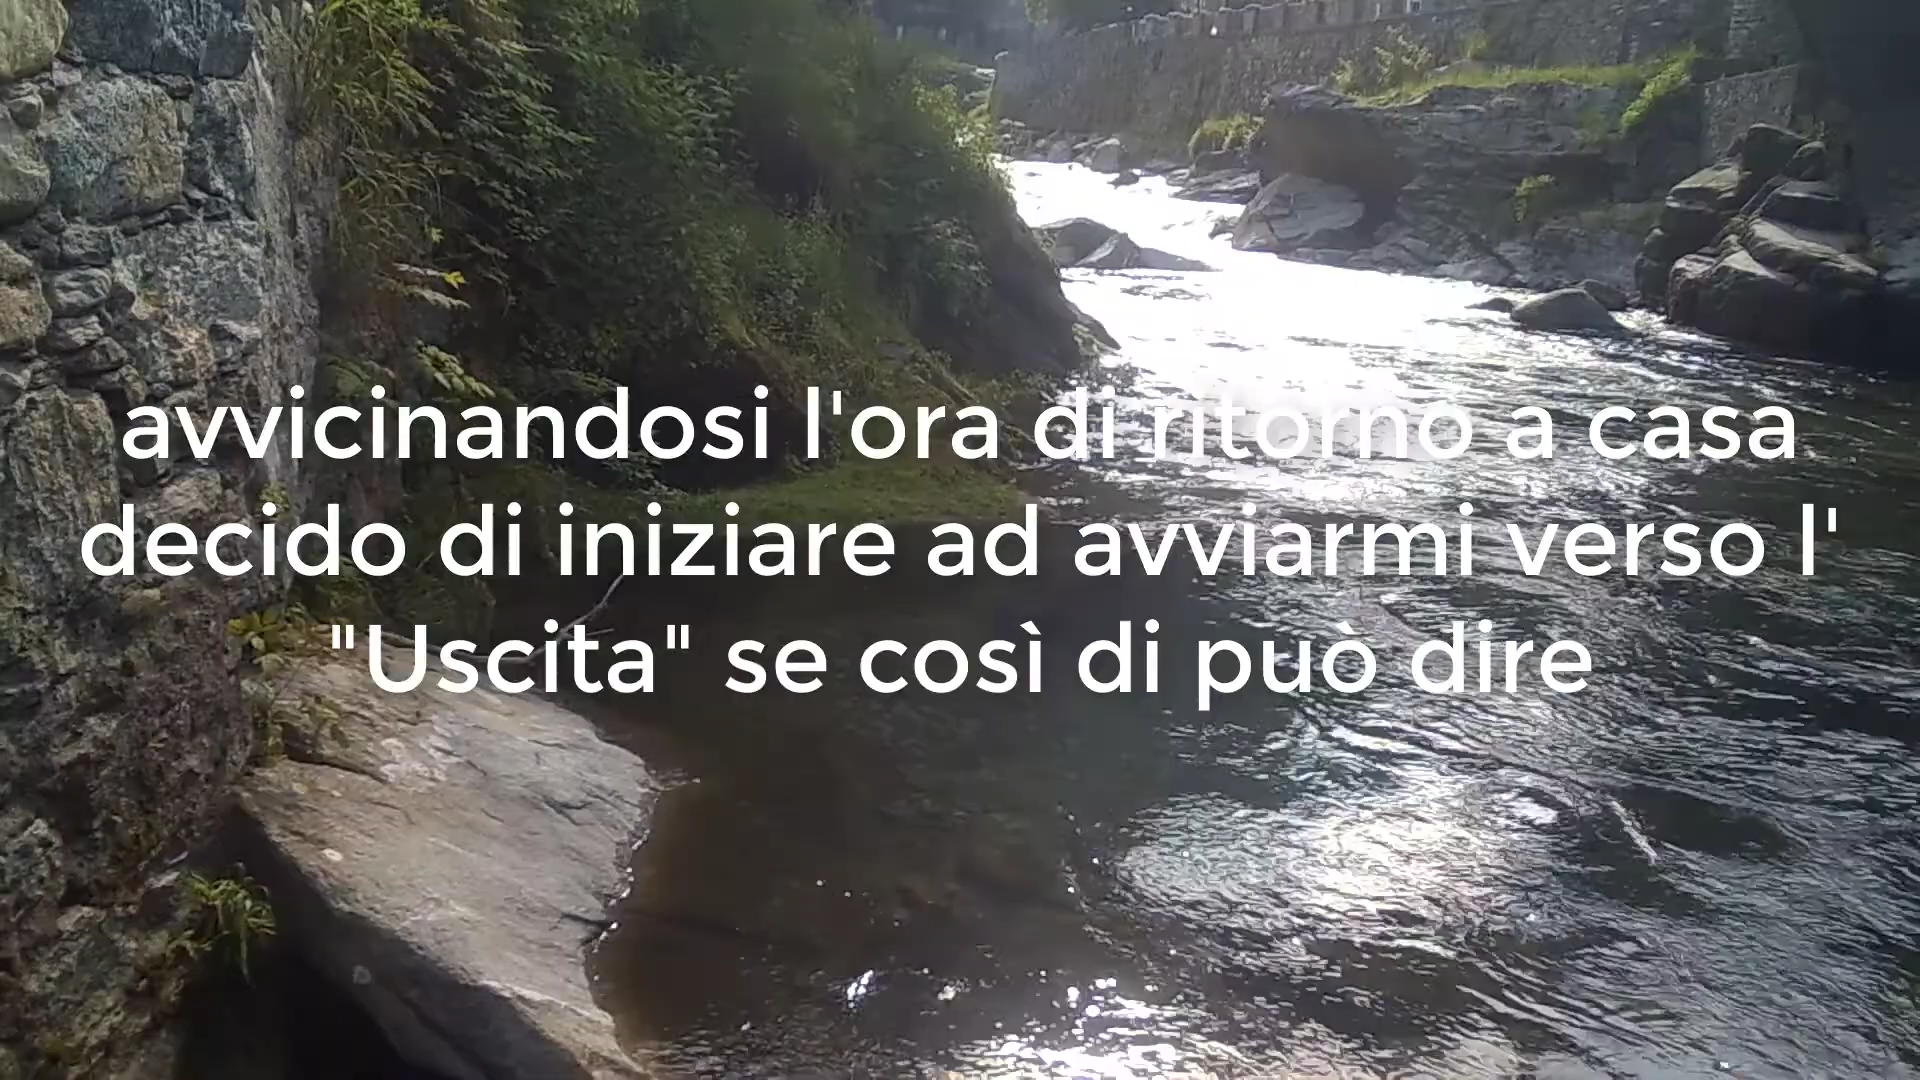 avvicinandosi l'ora di ritorno a casa
decido di iniziare ad avviarmi verso l'
"Uscita" se così di può dire